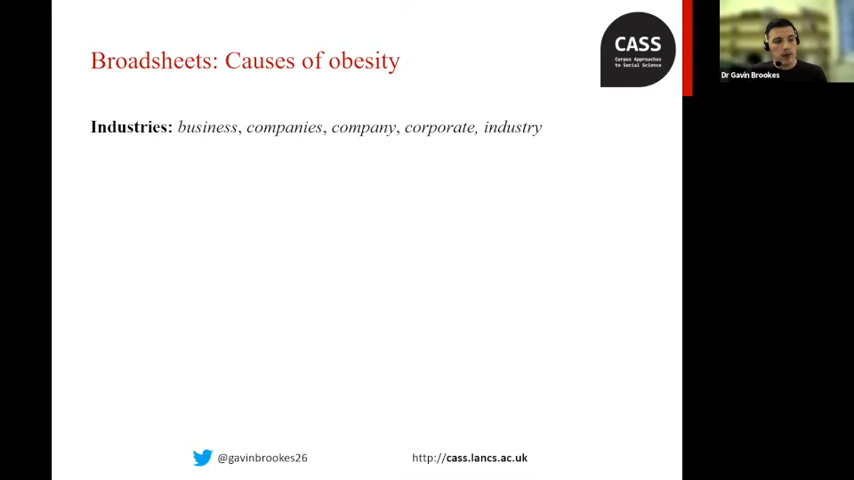 Broadsheets: Causes of obesity
CASS
Corpus Approaches
to Social Science
Dr Gavin Brookes
Industries: business, companies, company, corporate, industry
@gavinbrookes26
http://cass.lancs.ac.uk